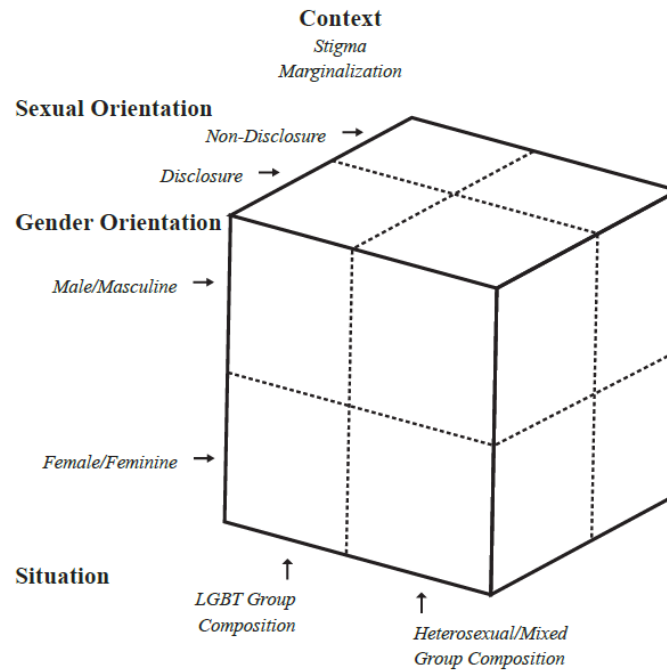 Context
Stigma
Marginalization
Sexual Orientation
Non-Disclosure
Disclosure
Gender Orientation
Male/Masculine
Female/Feminine
Situation
LGBT Group
Composition
Heterosexual/Mixed
Group Composition